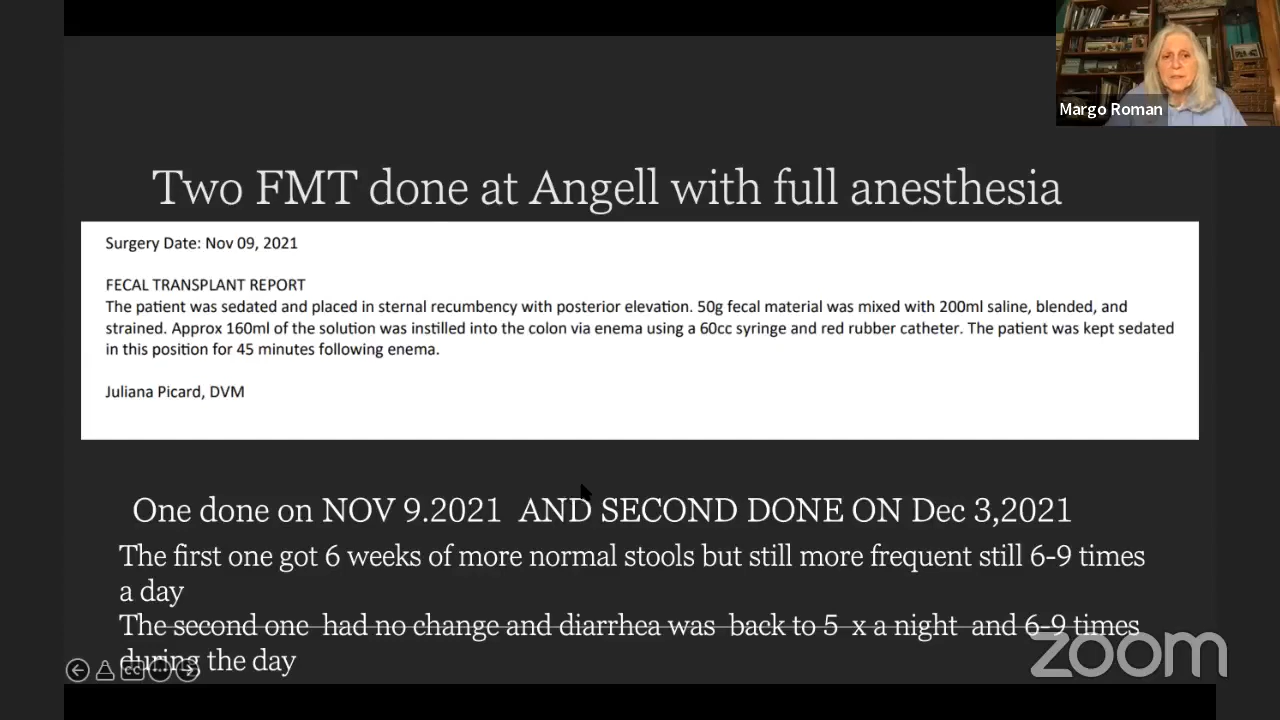 Margo Roman
Two FMT done at Angell with full anesthesia
Surgery Date: Nov 09, 2021
FECAL TRANSPLANT REPORT
The patient was sedated and placed in sternal recumbency with posterior elevation. 50g fecal material was mixed with 200ml saline, blended, and
strained. Approx 160ml of the solution was instilled into the colon via enema using a 60cc syringe and red rubber catheter. The patient was kept sedated
in this position for 45 minutes following enema.
Juliana Picard, DVM
One done on NOV 9.2021 AND SECOND DONE ON Dec 3,2021
The first one got 6 weeks of more normal stools but still more frequent still 6-9 times
a day
The second one had no change and diarrhea was back to 5 x a night and 6-9 times
during the day
CC
zoom